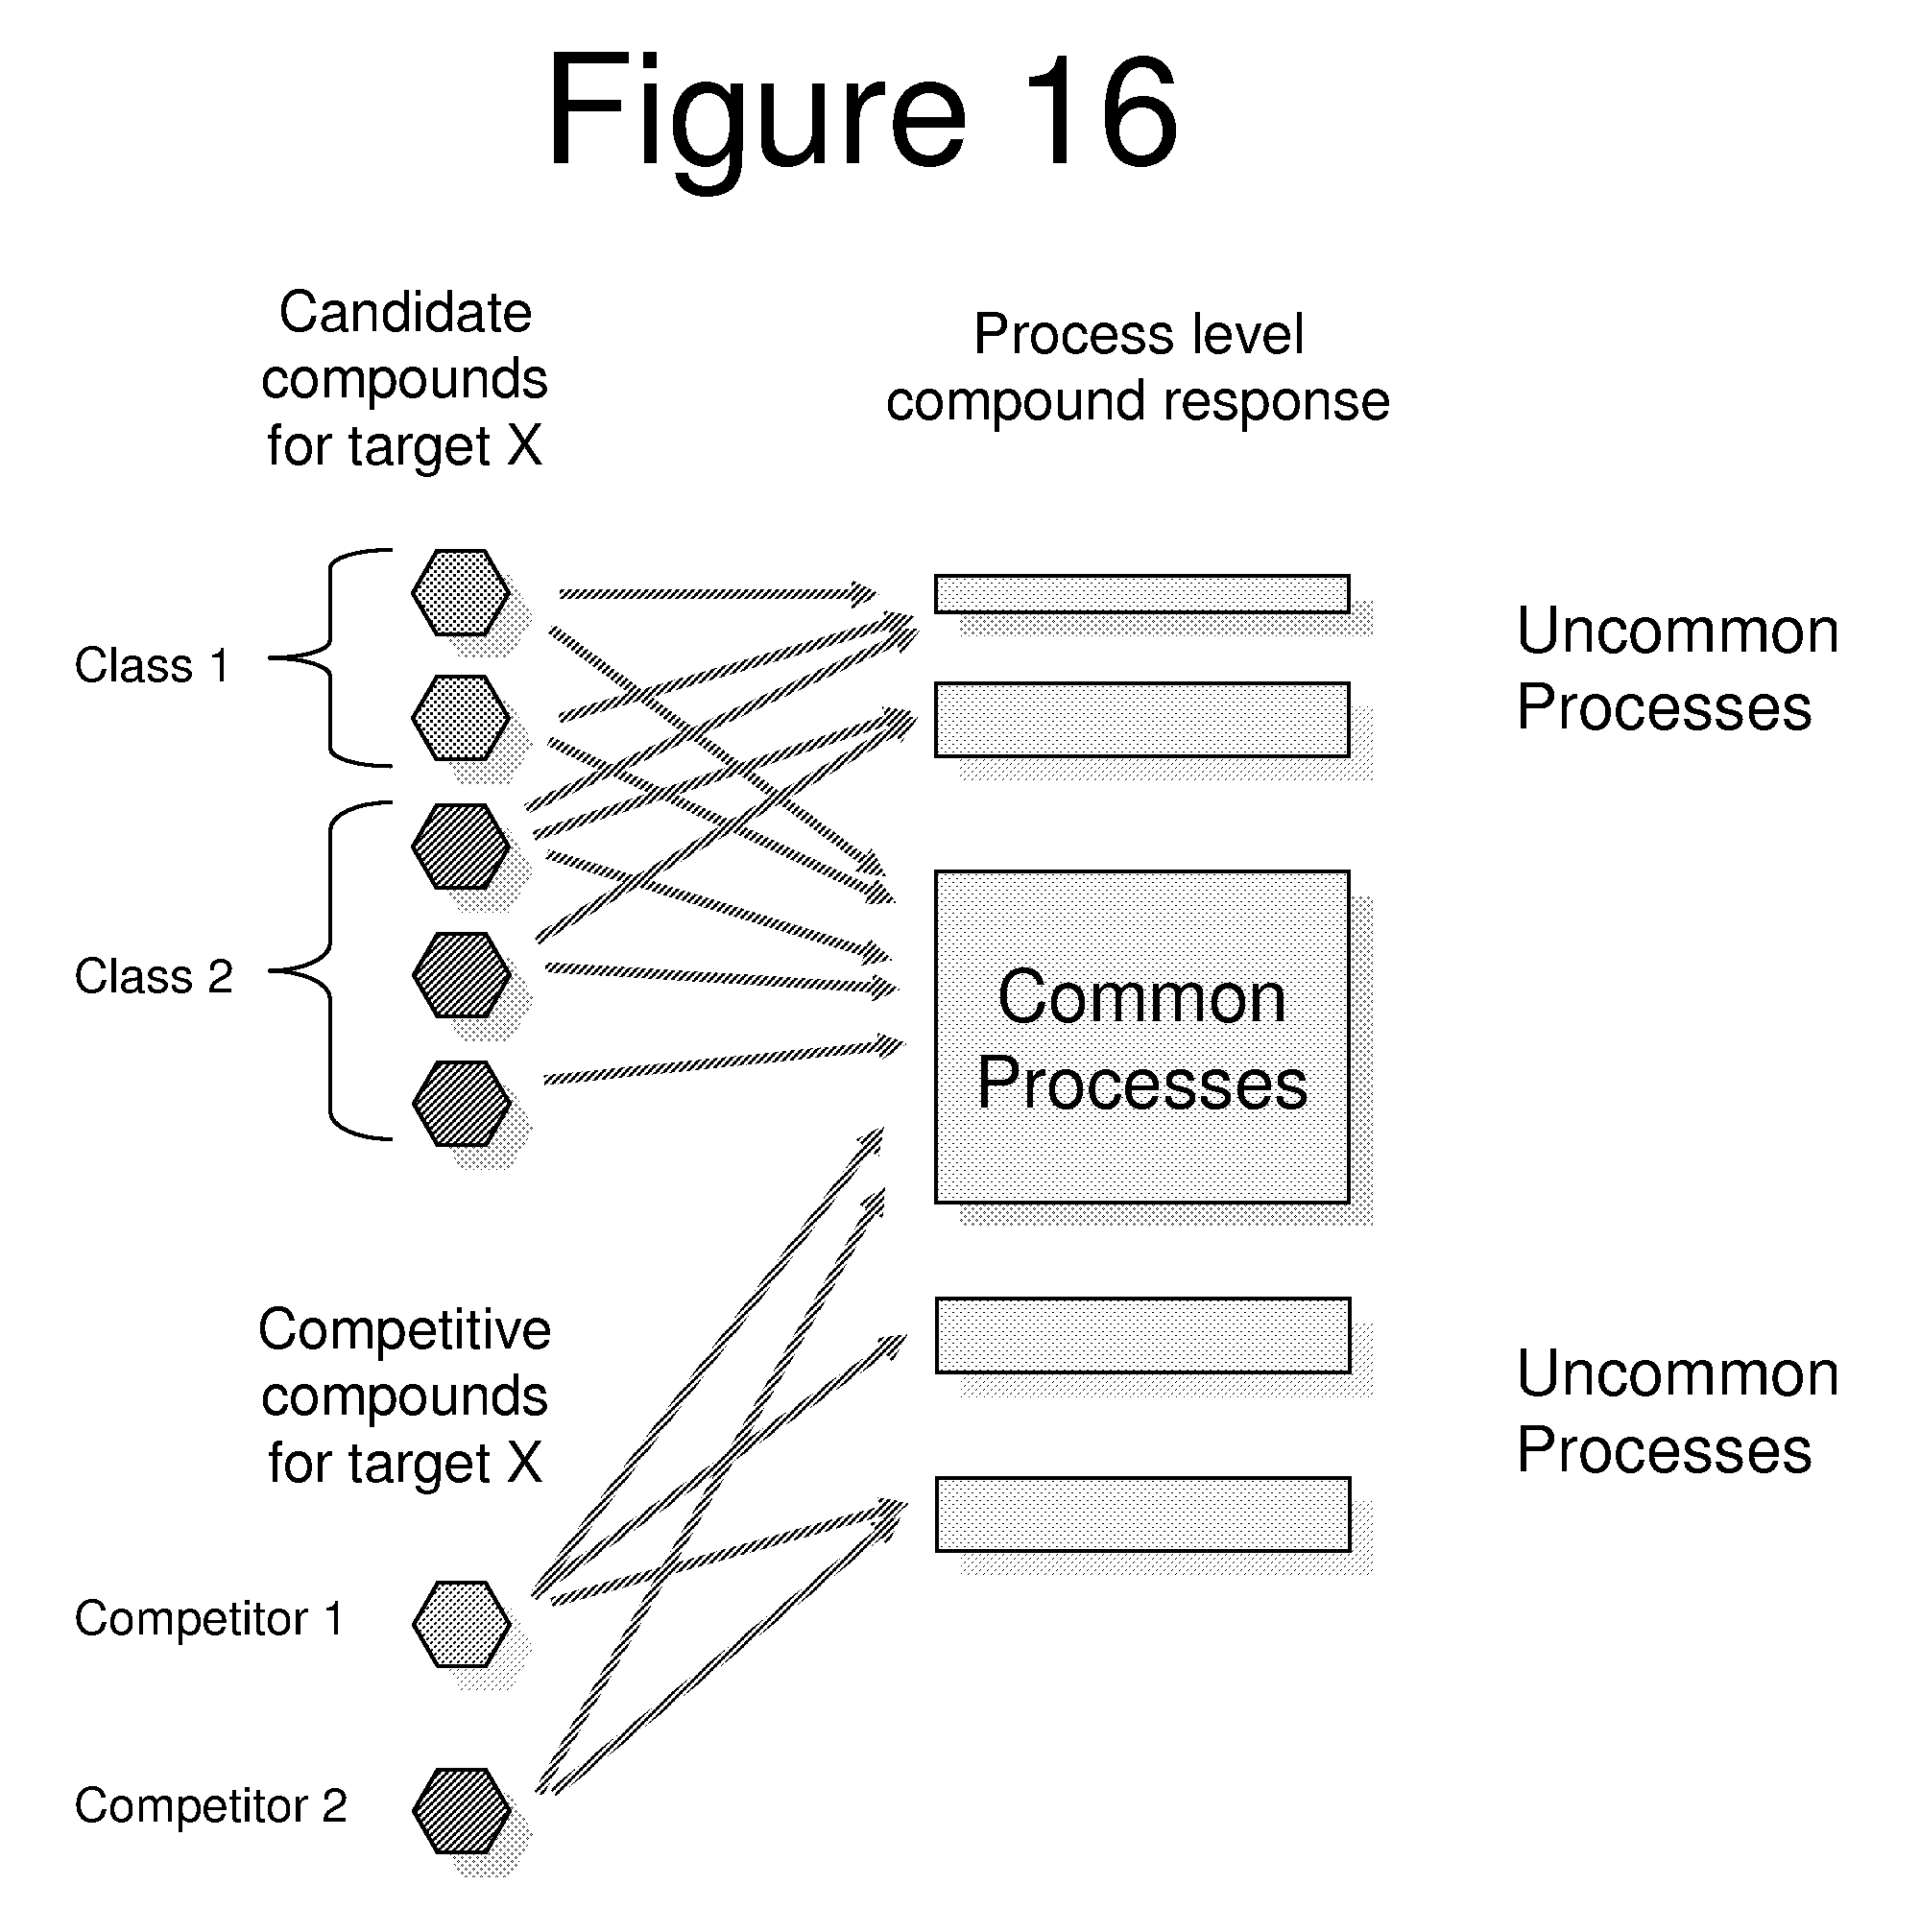 Figure 16
Candidate
compounds
for target X
Process level
compound response
Class 1
Uncommon
Processes
Class 2
Common
Processes
Competitive
compounds
for target X
Uncommon
Processes
Competitor 1
Competitor 2